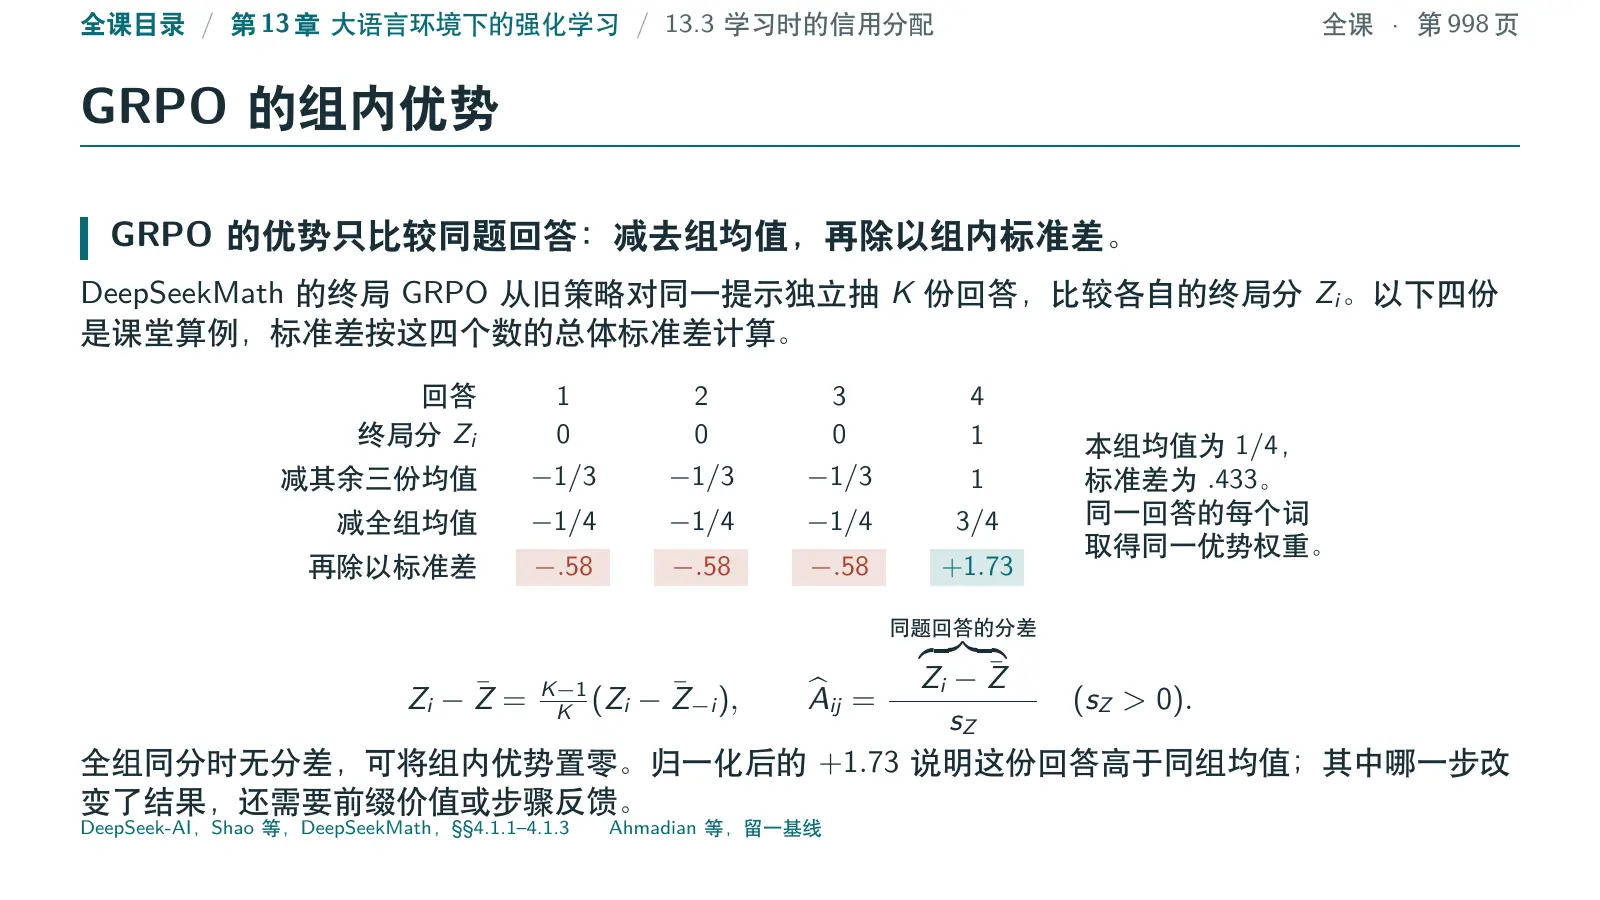 全课目录 / 第 13 章 大语言环境下的强化学习 / 13.3 学习时的信用分配 全课 · 第 998 页
GRPO 的组内优势
GRPO 的优势只比较同题回答：减去组均值，再除以组内标准差。
DeepSeekMath 的终局 GRPO 从旧策略对同一提示独立抽 K 份回答，比较各自的终局分 Z_i。以下四份
是课堂算例，标准差按这四个数的总体标准差计算。
回答 1 2 3 4
终局分 Z_i 0 0 0 1
减其余三份均值 −1/3 −1/3 −1/3 1
减全组均值 −1/4 −1/4 −1/4 3/4
再除以标准差 −.58 −.58 −.58 +1.73
本组均值为 1/4，
标准差为 .433。
同一回答的每个词
取得同一优势权重。
同题回答的分差
Z_i − Z̄ = \frac{K−1}{K}(Z_i − Z̄_{−i}), Â_{ij} = \frac{Z_i − Z̄}{s_Z} (s_Z > 0).
全组同分时无分差，可将组内优势置零。归一化后的 +1.73 说明这份回答高于同组均值；其中哪一步改
变了结果，还需要前缀价值或步骤反馈。
DeepSeek-AI，Shao 等，DeepSeekMath，§§4.1.1–4.1.3 Ahmadian 等，留一基线